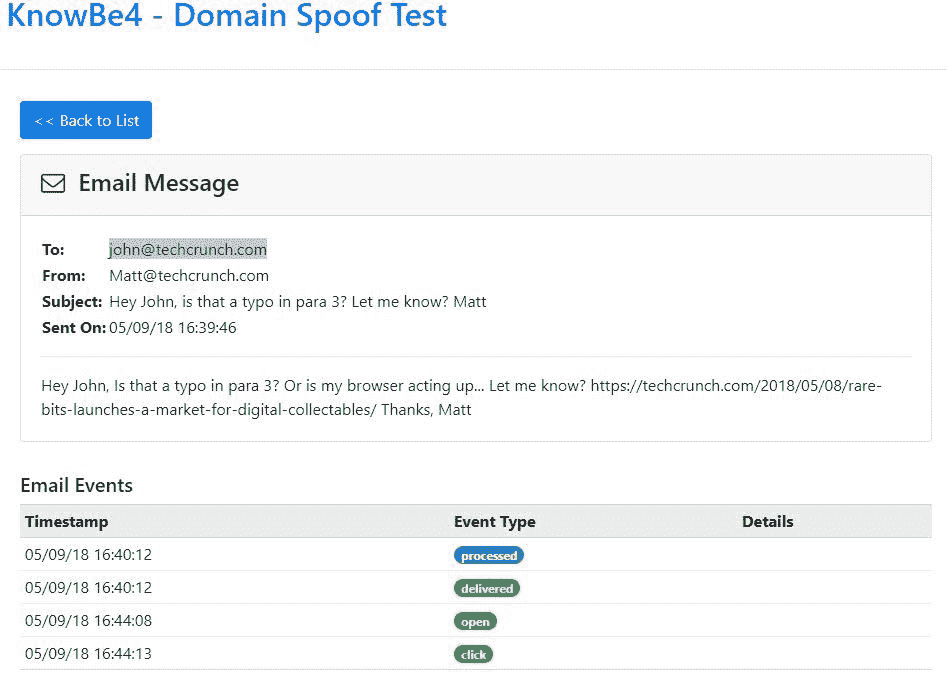 KnowBe4 - Domain Spoof Test
<< Back to List
Email Message
To: john@techcrunch.com
From: Matt@techcrunch.com
Subject: Hey John, is that a typo in para 3? Let me know? Matt
Sent On: 05/09/18 16:39:46
Hey John, Is that a typo in para 3? Or is my browser acting up... Let me know? https://techcrunch.com/2018/05/08/rare-
bits-launches-a-market-for-digital-collectables/ Thanks, Matt
Email Events
Timestamp Event Type Details
05/09/18 16:40:12 processed
05/09/18 16:40:12 delivered
05/09/18 16:44:08 open
05/09/18 16:44:13 click